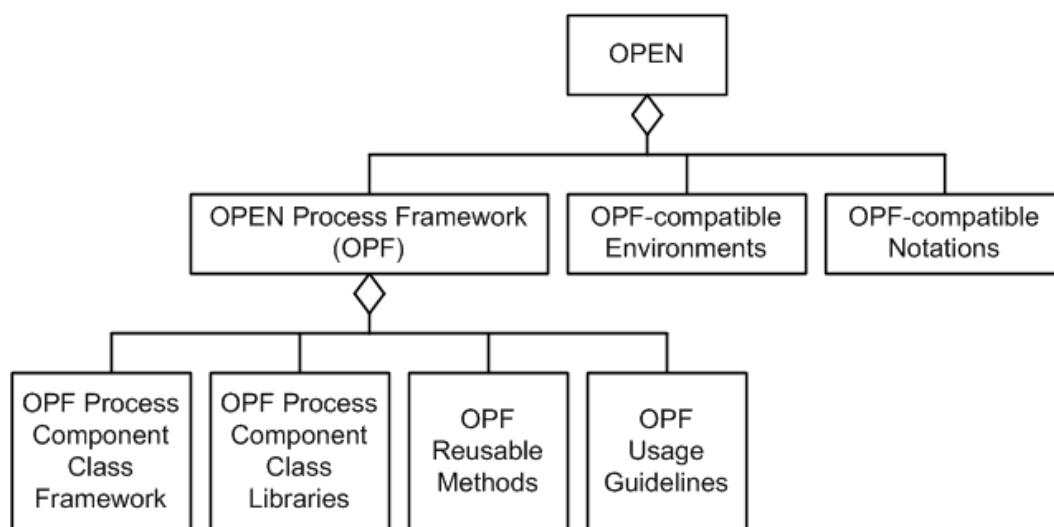 OPEN
OPEN Process Framework
(OPF)
OPF-compatible
Environments
OPF-compatible
Notations
OPF Process
Component
Class
Framework
OPF Process
Component
Class
Libraries
OPF
Reusable
Methods
OPF
Usage
Guidelines